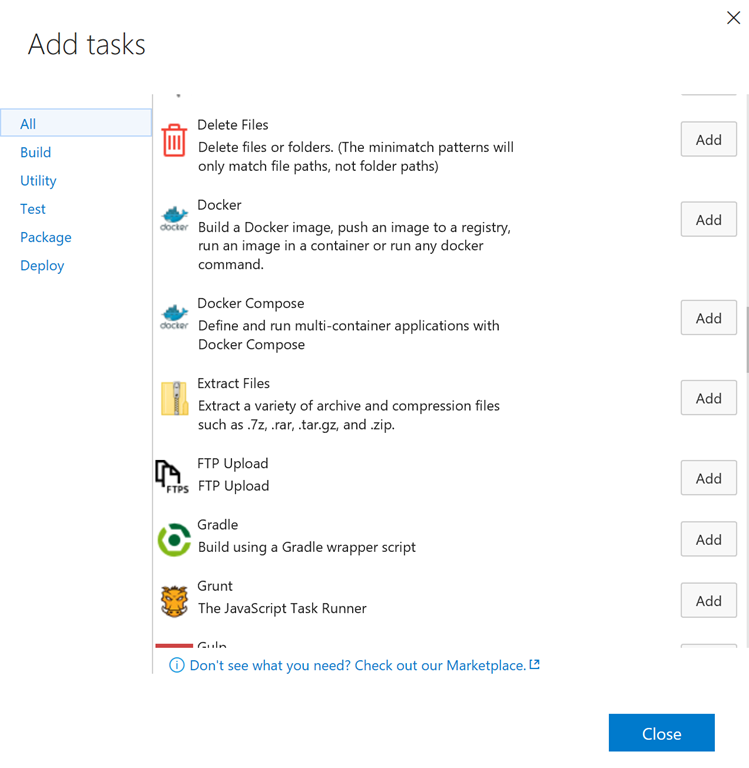 Add tasks
All
Build
Utility
Test
Package
Deploy
Delete Files
Delete files or folders. (The minimatch patterns will
only match file paths, not folder paths)
Add
docker
Docker
Build a Docker image, push an image to a registry,
run an image in a container or run any docker
command.
Add
docker
Docker Compose
Define and run multi-container applications with
Docker Compose
Add
Extract Files
Extract a variety of archive and compression files
such as .7z, .rar, .tar.gz, and .zip.
Add
FTPS
FTP Upload
FTP Upload
Add
Gradle
Build using a Gradle wrapper script
Add
Grunt
The JavaScript Task Runner
Add
Gulp
Don't see what you need? Check out our Marketplace.
Close